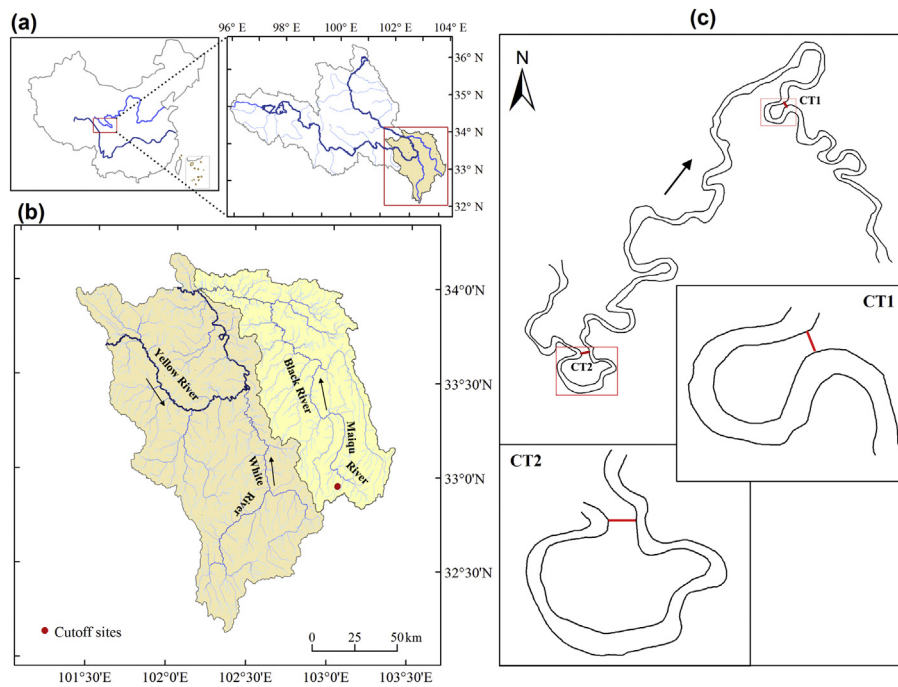 (a)
96°E
98°E
100°E
102°E
104°E
36°N
35°N
34°N
33°N
32°N
(b)
34°0'N
33°30'N
33°0'N
32°30'N
Yellow River
Black River
Maiqu River
White River
Cutoff sites
0 25 50 km
101°30'E 102°0'E 102°30'E 103°0'E 103°30'E
(c)
N
CT1
CT2
CT1
CT2